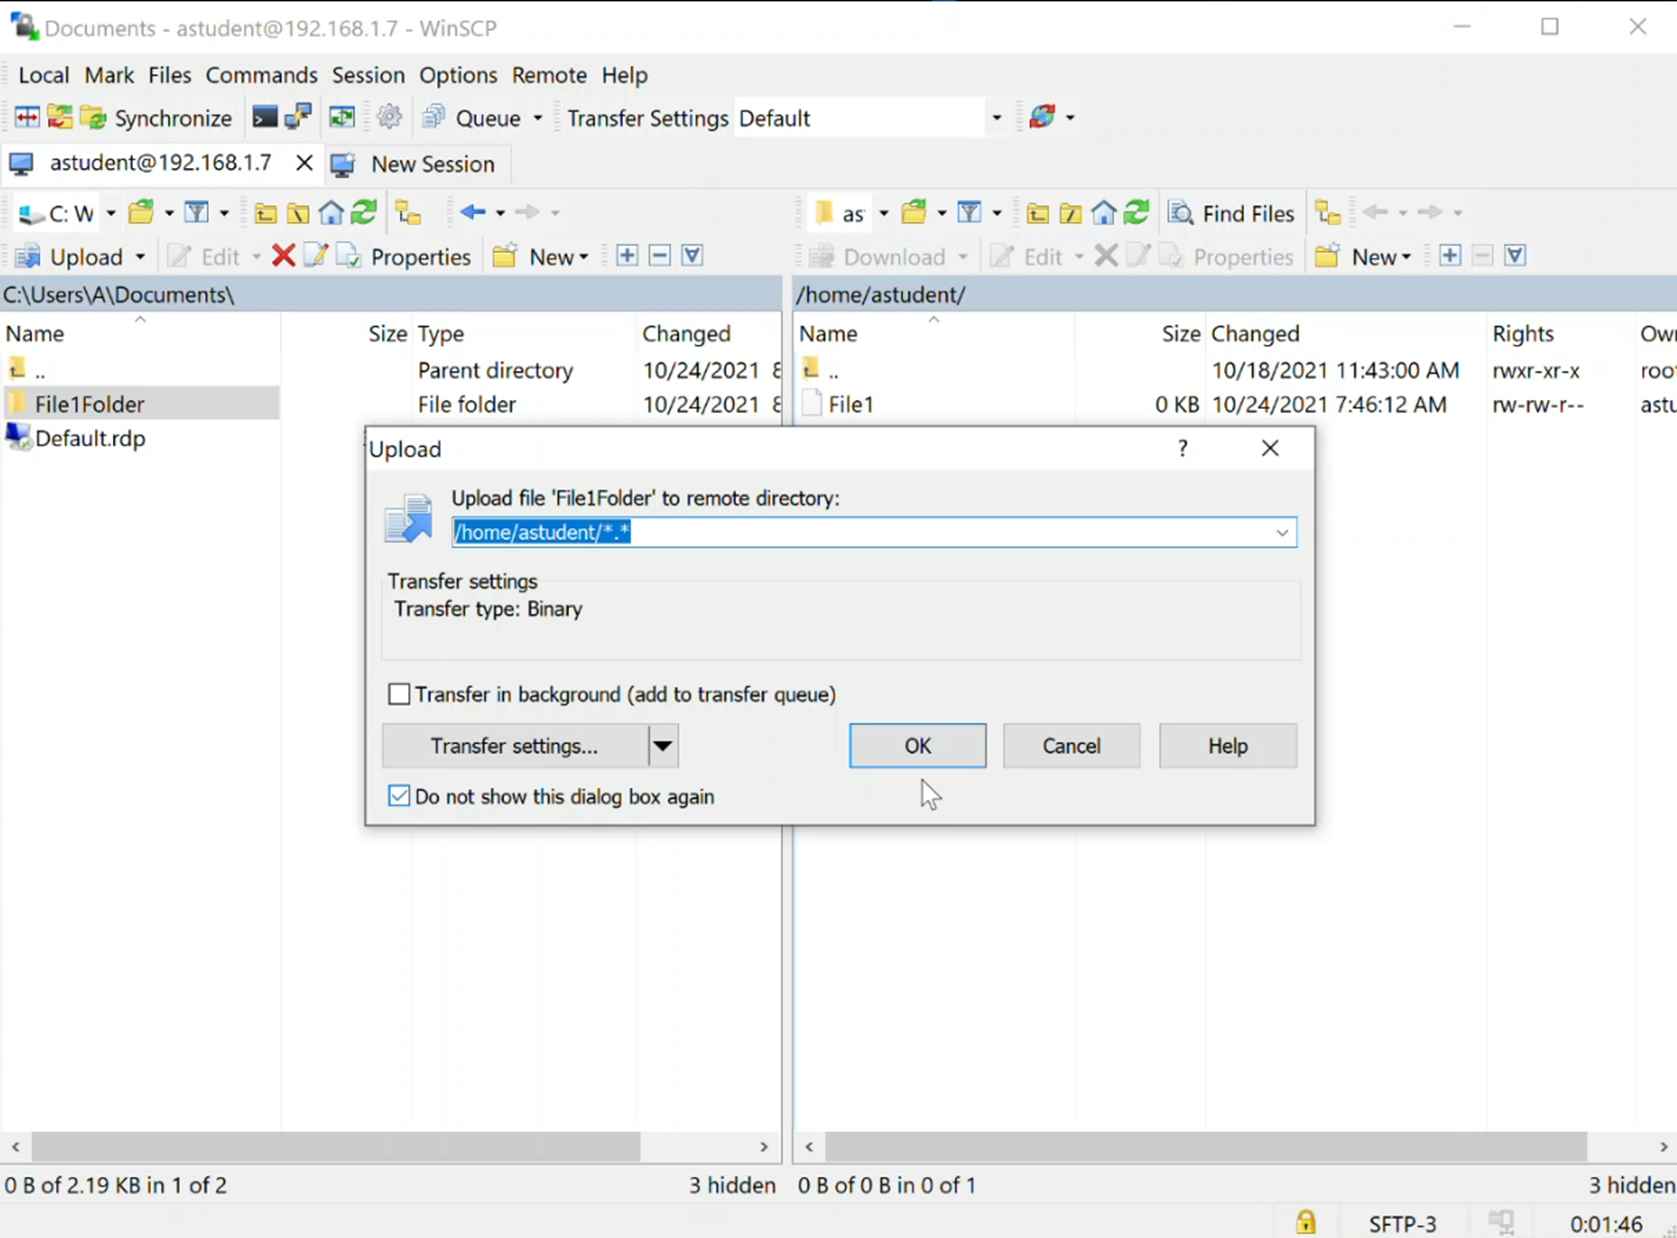 Documents - astudent@192.168.1.7 - WinSCP
Local Mark Files Commands Session Options Remote Help
Synchronize Queue Transfer Settings Default
astudent@192.168.1.7 New Session
C: W as Find Files
Upload Edit Properties New Download Edit Properties New
C:\Users\A\Documents\ /home/astudent/
Name Size Type Changed Name Size Changed Rights Own
.. Parent directory 10/24/2021 8 .. 10/18/2021 11:43:00 AM rwxr-xr-x root
File1Folder File folder 10/24/2021 8 File1 0 KB 10/24/2021 7:46:12 AM rw-rw-r-- astu
Default.rdp
Upload ?
Upload file 'File1Folder' to remote directory:
/home/astudent/*.*
Transfer settings
Transfer type: Binary
Transfer in background (add to transfer queue)
Transfer settings... OK Cancel Help
Do not show this dialog box again
0 B of 2.19 KB in 1 of 2 3 hidden 0 B of 0 B in 0 of 1 3 hidden
SFTP-3 0:01:46